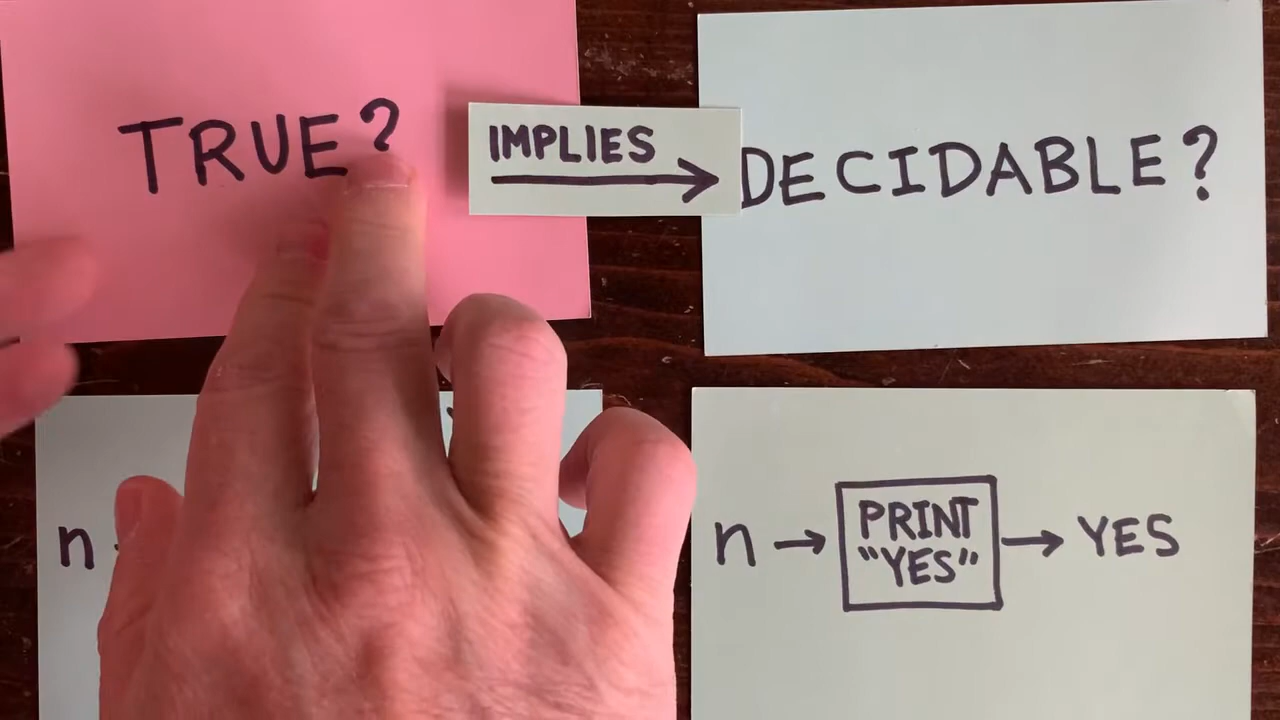 TRUE?
IMPLIES
→
DECIDABLE?
n
n → PRINT "YES" → YES